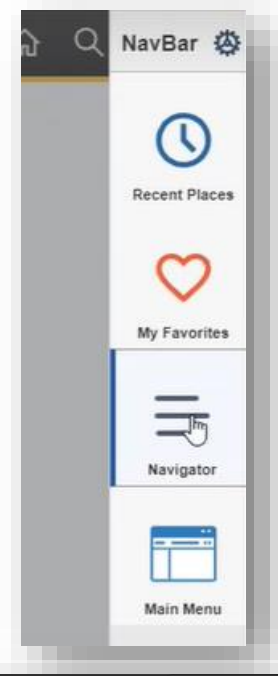 NavBar
Recent Places
My Favorites
Navigator
Main Menu